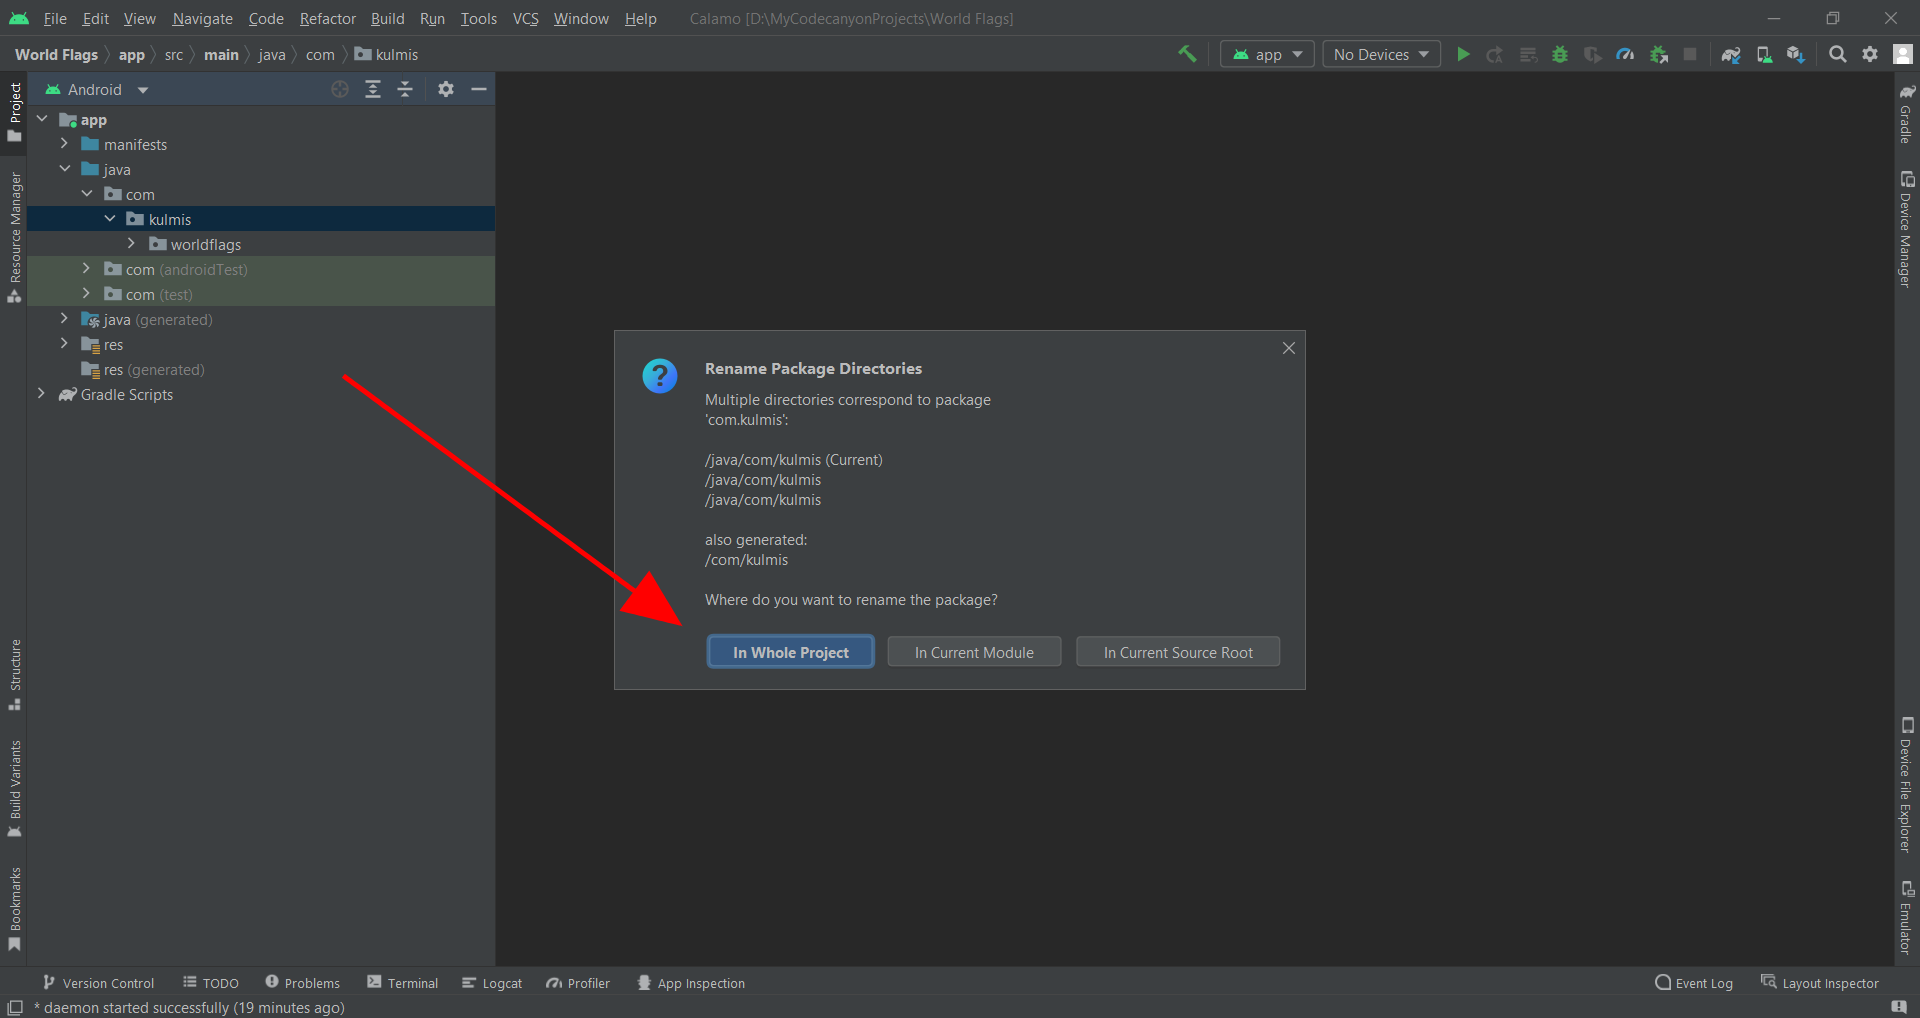 File Edit View Navigate Code Refactor Build Run Tools VCS Window Help Calamo [D:\MyCodecanyonProjects\World Flags]
World Flags app src main java com kulmis app No Devices
Project
Android
app
manifests
java
com
kulmis
worldflags
com (androidTest)
com (test)
java (generated)
res
res (generated)
Gradle Scripts
Resource Manager
Structure
Build Variants
Bookmarks
Rename Package Directories
Multiple directories correspond to package
'com.kulmis':
/java/com/kulmis (Current)
/java/com/kulmis
/java/com/kulmis
also generated:
/com/kulmis
Where do you want to rename the package?
In Whole Project In Current Module In Current Source Root
Gradle
Device Manager
Device File Explorer
Emulator
Version Control TODO Problems Terminal Logcat Profiler App Inspection Event Log Layout Inspector
* daemon started successfully (19 minutes ago)